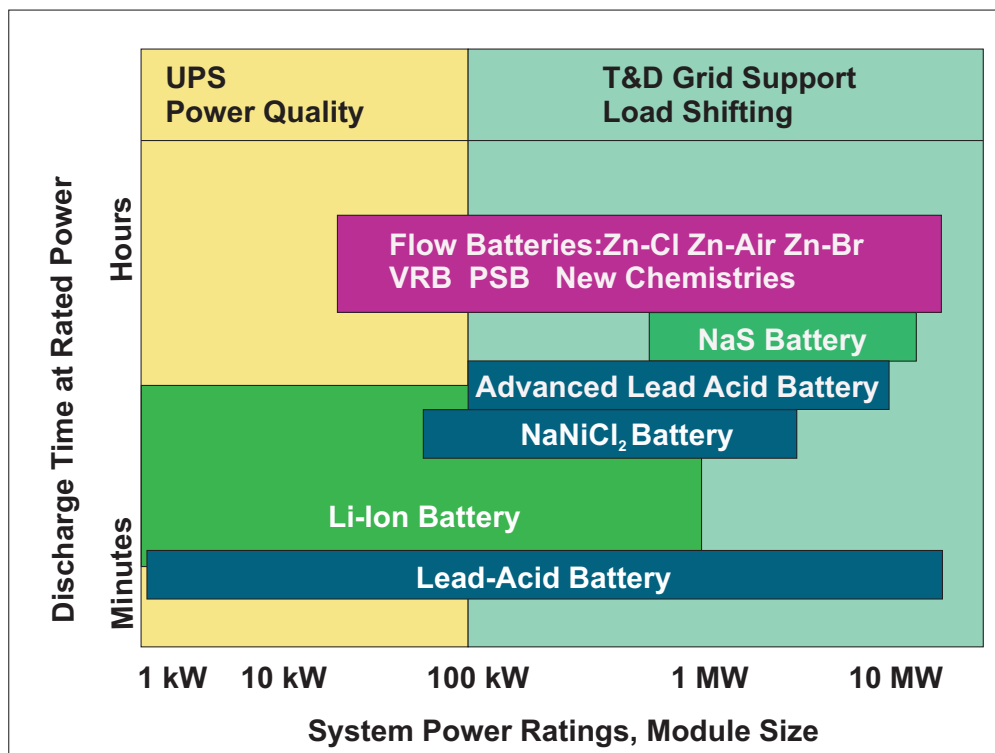 UPS
Power Quality
T&D Grid Support
Load Shifting
Discharge Time at Rated Power
Hours
Minutes
Flow Batteries:Zn-Cl Zn-Air Zn-Br
VRB PSB New Chemistries
NaS Battery
Advanced Lead Acid Battery
NaNiCl₂ Battery
Li-Ion Battery
Lead-Acid Battery
1 kW 10 kW 100 kW 1 MW 10 MW
System Power Ratings, Module Size